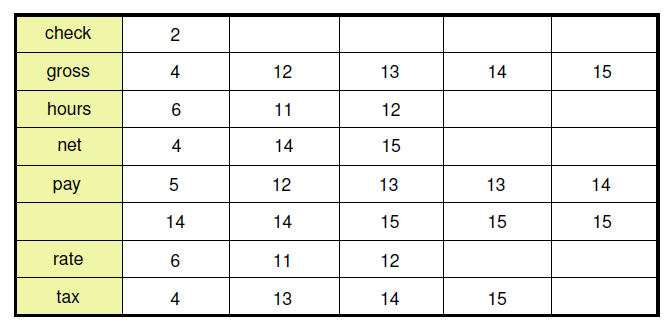 check 2
gross 4 12 13 14 15
hours 6 11 12
net 4 14 15
pay 5 12 13 13 14
14 14 15 15 15
rate 6 11 12
tax 4 13 14 15